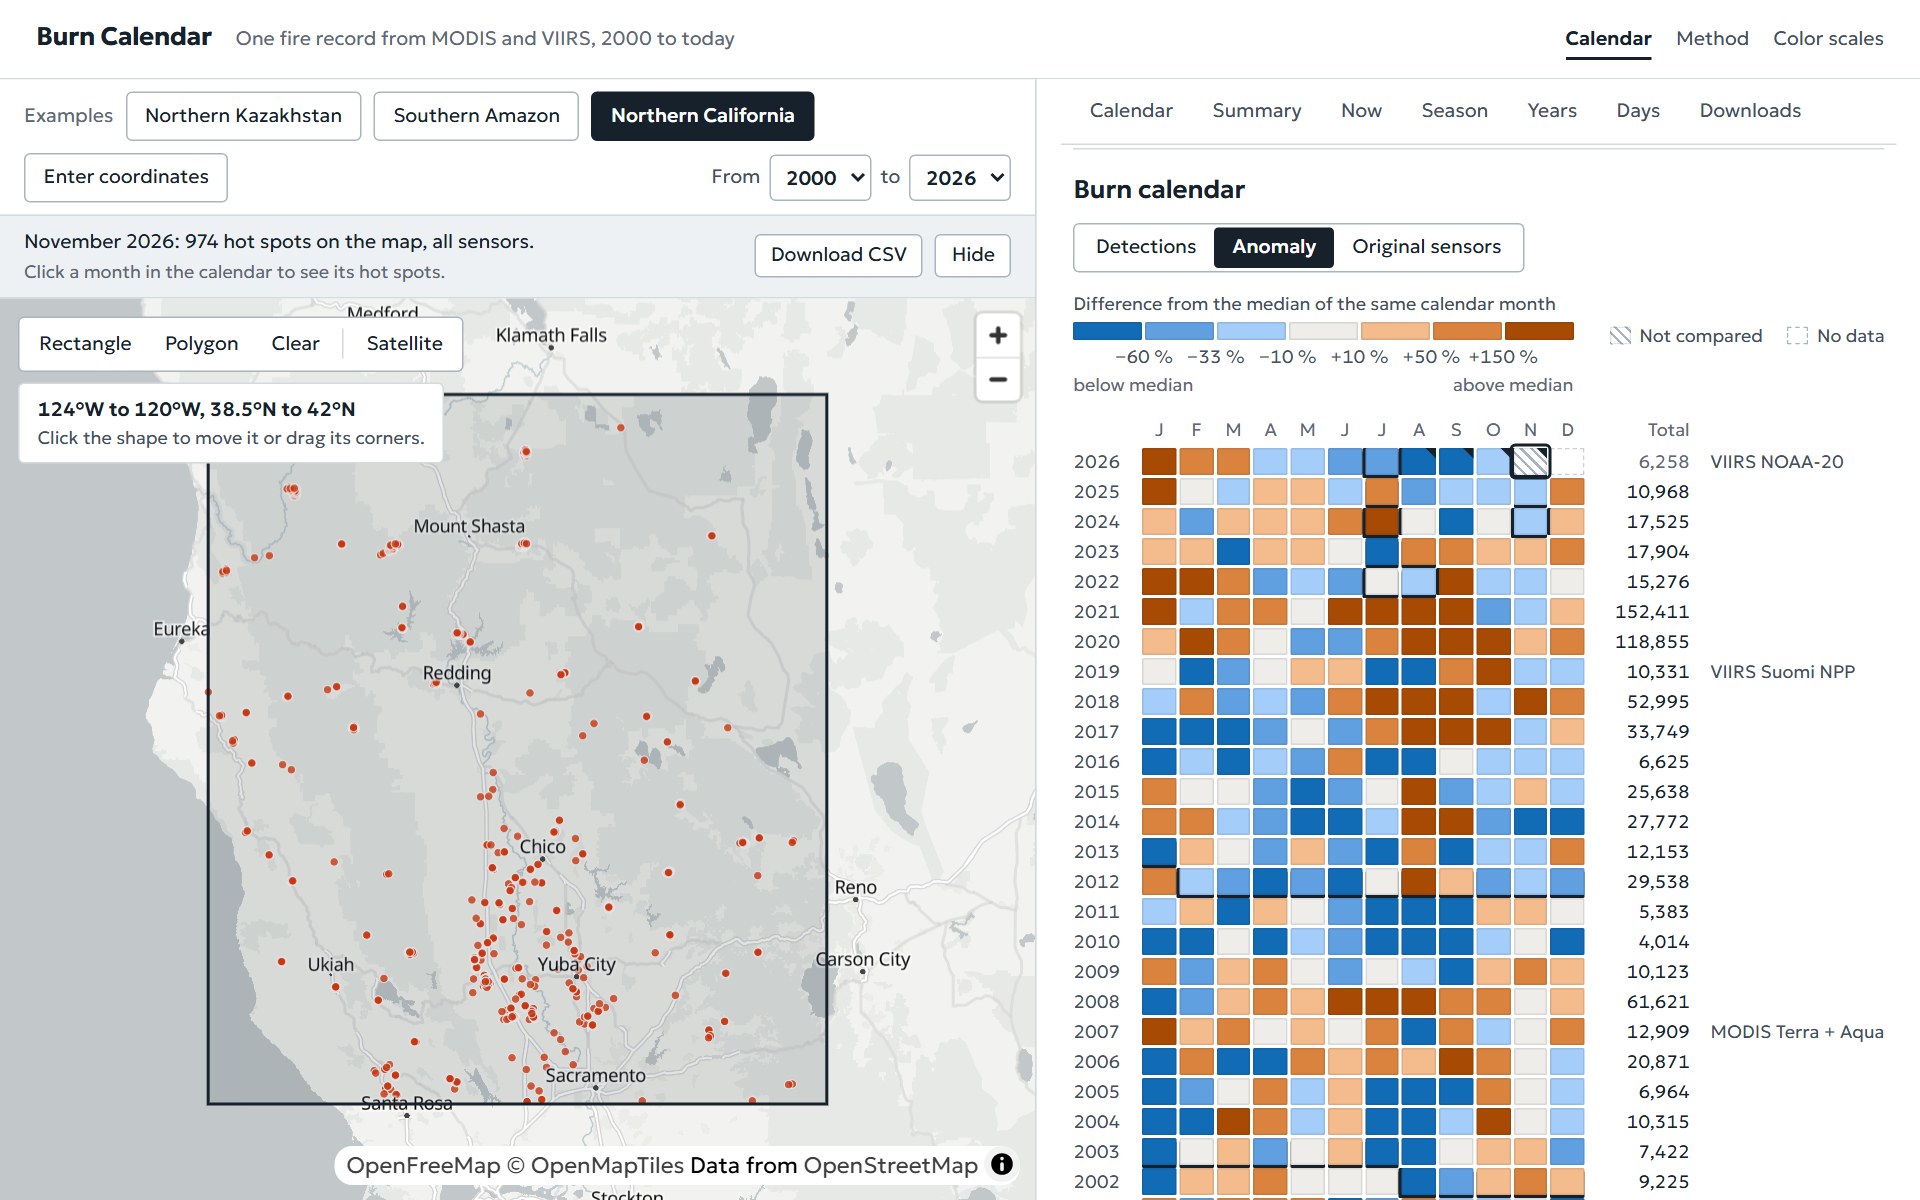 Burn Calendar
One fire record from MODIS and VIIRS, 2000 to today
Calendar
Method
Color scales
Examples
Northern Kazakhstan
Southern Amazon
Northern California
Enter coordinates
From 2000 to 2026
November 2026: 974 hot spots on the map, all sensors.
Click a month in the calendar to see its hot spots.
Download CSV
Hide
Medford
Klamath Falls
Rectangle
Polygon
Clear
Satellite
124°W to 120°W, 38.5°N to 42°N
Click the shape to move it or drag its corners.
+
−
Mount Shasta
Eureka
Redding
Chico
Reno
Ukiah
Yuba City
Carson City
Sacramento
Santa Rosa
OpenFreeMap © OpenMapTiles Data from OpenStreetMap
Stockton
Calendar
Summary
Now
Season
Years
Days
Downloads
Burn calendar
Detections
Anomaly
Original sensors
Difference from the median of the same calendar month
−60 % −33 % −10 % +10 % +50 % +150 %
below median
above median
Not compared
No data
J F M A M J J A S O N D Total
2026 6,258 VIIRS NOAA-20
2025 10,968
2024 17,525
2023 17,904
2022 15,276
2021 152,411
2020 118,855
2019 10,331 VIIRS Suomi NPP
2018 52,995
2017 33,749
2016 6,625
2015 25,638
2014 27,772
2013 12,153
2012 29,538
2011 5,383
2010 4,014
2009 10,123
2008 61,621
2007 12,909 MODIS Terra + Aqua
2006 20,871
2005 6,964
2004 10,315
2003 7,422
2002 9,225